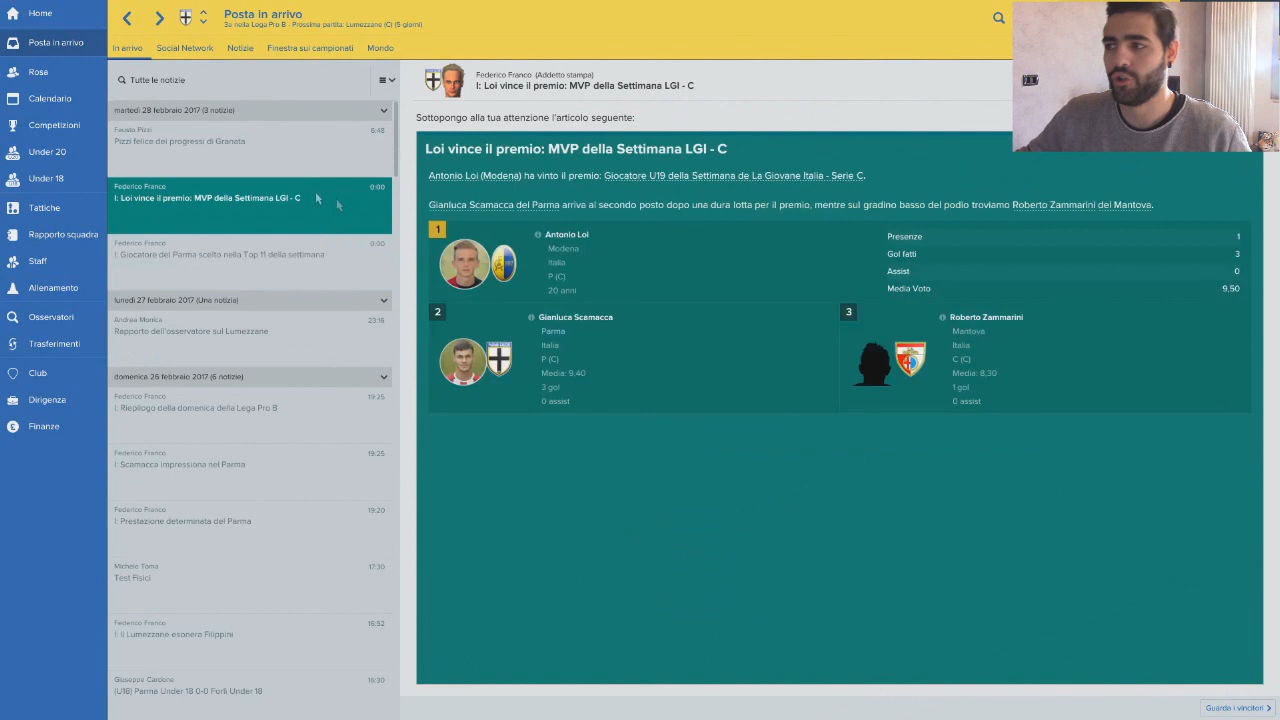 Home
Posta in arrivo
Rosa
Calendario
Competizioni
Under 20
Under 18
Tattiche
Rapporto squadra
Staff
Allenamento
Osservatori
Trasferimenti
Club
Dirigenza
Finanze
Posta in arrivo
3a nella Lega Pro B - Prossima partita: Lumezzane (C) (5 giorni)
In arrivo Social Network Notizie Finestra sui campionati Mondo
Tutte le notizie
martedì 28 febbraio 2017 (3 notizie)
Fausto Pizzi 6:48
Pizzi felice dei progressi di Granata
Federico Franco 0:00
I: Loi vince il premio: MVP della Settimana LGI - C
Federico Franco 0:00
I: Giocatore del Parma scelto nella Top 11 della settimana
lunedì 27 febbraio 2017 (Una notizia)
Andrea Monica 23:16
Rapporto dell'osservatore sul Lumezzane
domenica 26 febbraio 2017 (6 notizie)
Federico Franco 19:25
I: Riepilogo della domenica della Lega Pro B
Federico Franco 19:25
I: Scamacca impressiona nel Parma
Federico Franco 19:20
I: Prestazione determinata del Parma
Michele Toma 17:30
Test Fisici
Federico Franco 16:52
I: Il Lumezzane esonera Filippini
Giuseppe Cardone 16:30
(U18) Parma Under 18 0-0 Forlì Under 18
Federico Franco (Addetto stampa)
I: Loi vince il premio: MVP della Settimana LGI - C
Sottopongo alla tua attenzione l'articolo seguente:
Loi vince il premio: MVP della Settimana LGI - C
Antonio Loi (Modena) ha vinto il premio: Giocatore U19 della Settimana de La Giovane Italia - Serie C.
Gianluca Scamacca del Parma arriva al secondo posto dopo una dura lotta per il premio, mentre sul gradino basso del podio troviamo Roberto Zammarini del Mantova.
1
Antonio Loi
Modena
Italia
P (C)
20 anni
Presenze 1
Gol fatti 3
Assist 0
Media Voto 9,50
2
Gianluca Scamacca
Parma
Italia
P (C)
Media: 9,40
3 gol
0 assist
3
Roberto Zammarini
Mantova
Italia
C (C)
Media: 8,30
1 gol
0 assist
Guarda i vincitori